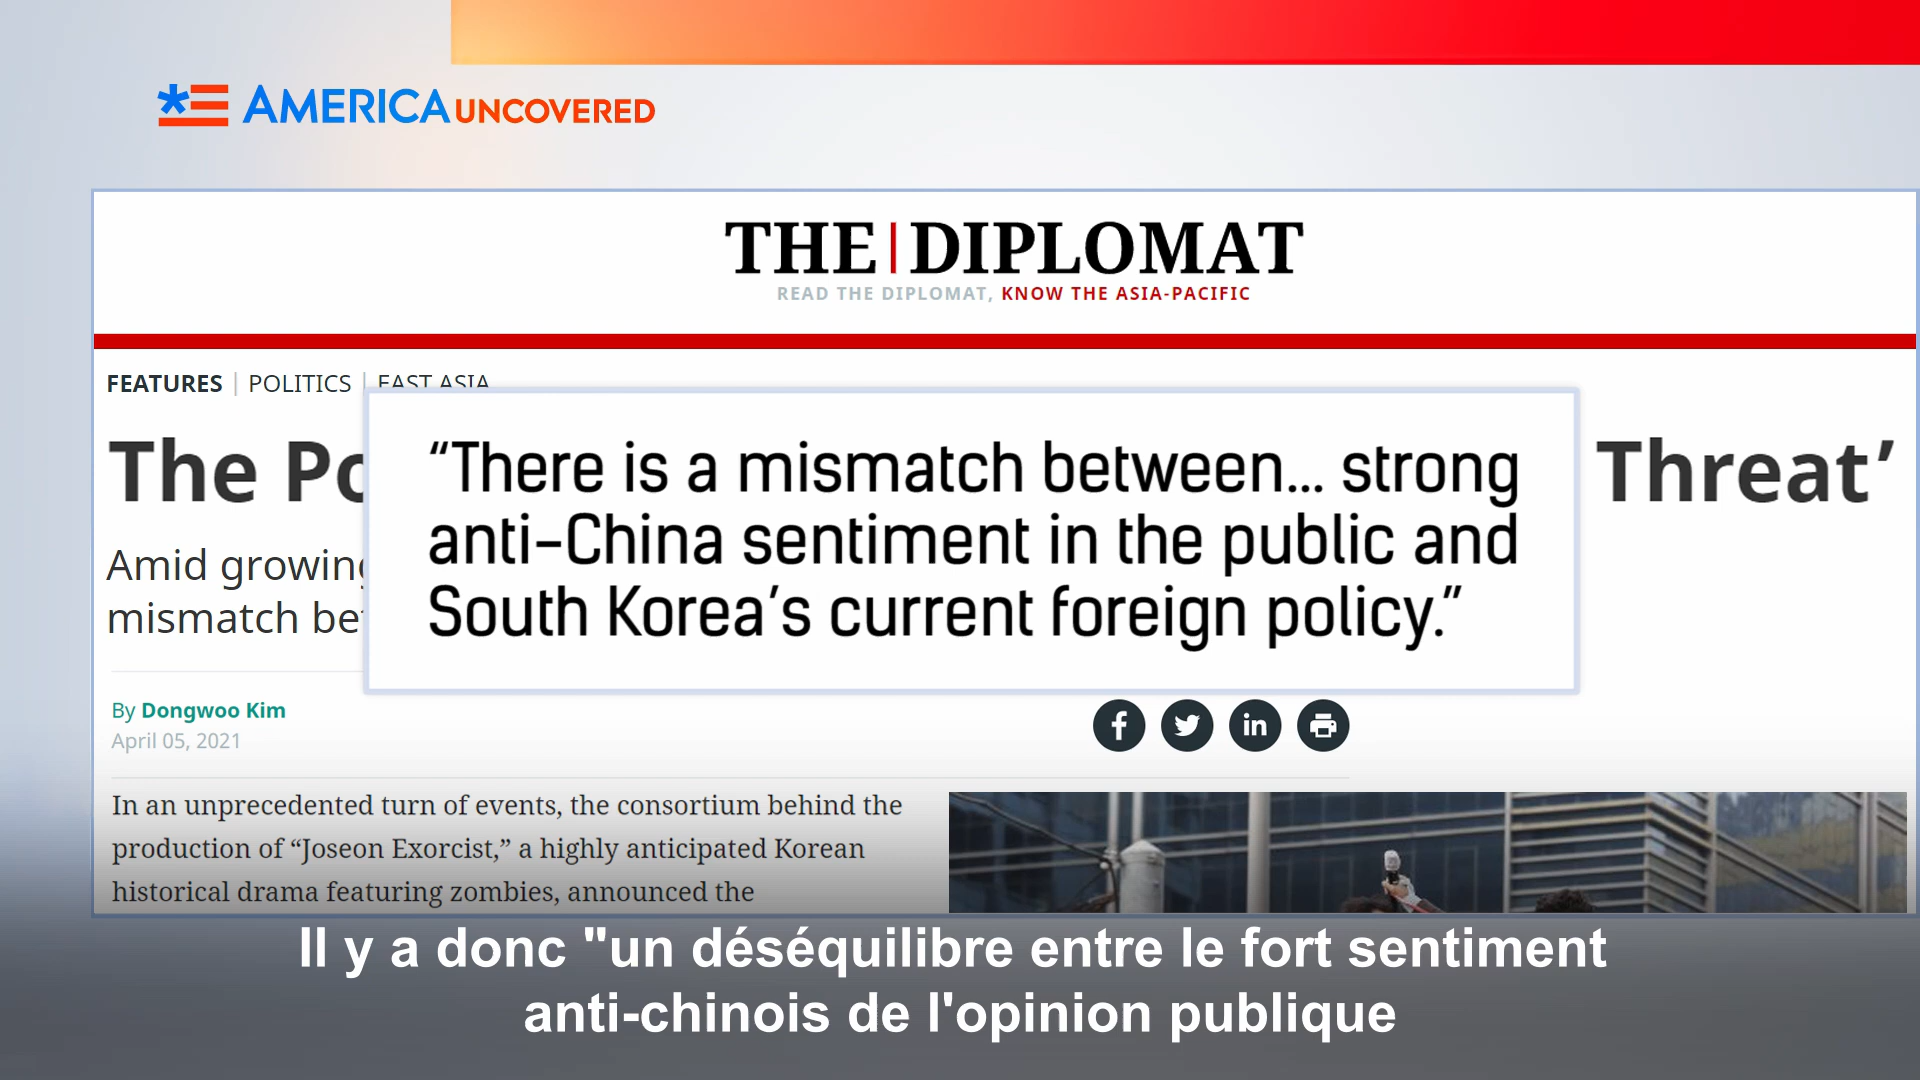 AMERICA UNCOVERED
THE|DIPLOMAT
READ THE DIPLOMAT, KNOW THE ASIA-PACIFIC
FEATURES | POLITICS | EAST ASIA
The Threat’
“There is a mismatch between... strong
anti-China sentiment in the public and
South Korea’s current foreign policy.”
Amid growing
mismatch
By Dongwoo Kim
April 05, 2021
In an unprecedented turn of events, the consortium behind the
production of “Joseon Exorcist,” a highly anticipated Korean
historical drama featuring zombies, announced the
Il y a donc "un déséquilibre entre le fort sentiment
anti-chinois de l'opinion publique